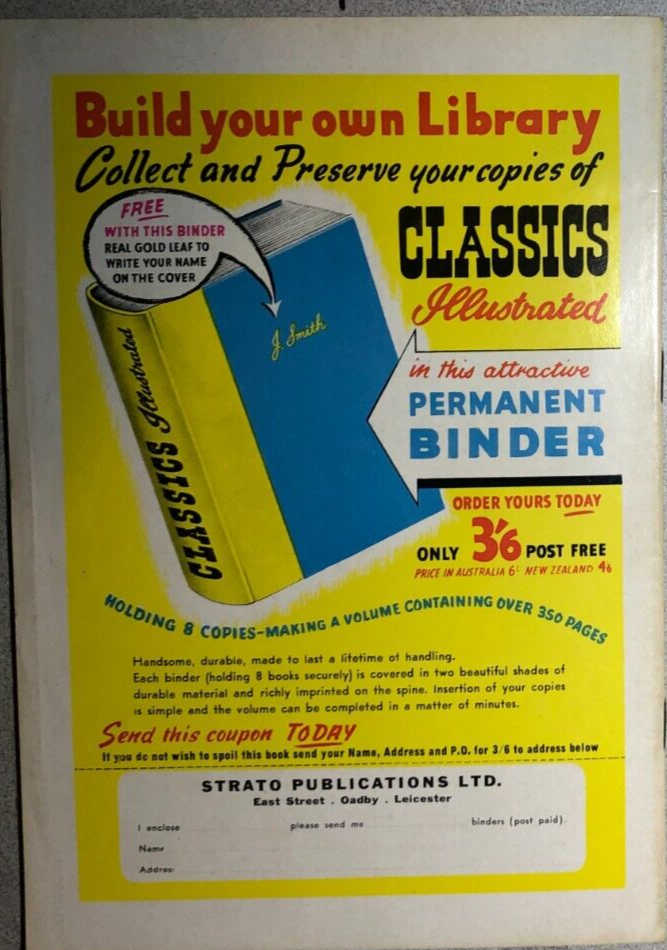 Build your own Library
Collect and Preserve your copies of
FREE
WITH THIS BINDER
REAL GOLD LEAF TO
WRITE YOUR NAME
ON THE COVER
CLASSICS
Illustrated
J. Smith
CLASSICS Illustrated
in this attractive
PERMANENT
BINDER
ORDER YOURS TODAY
ONLY 3'6 POST FREE
PRICE IN AUSTRALIA 6'- NEW ZEALAND 4'6
HOLDING 8 COPIES-MAKING A VOLUME CONTAINING OVER 350 PAGES
Handsome, durable, made to last a lifetime of handling.
Each binder (holding 8 books securely) is covered in two beautiful shades of
durable material and richly imprinted on the spine. Insertion of your copies
is simple and the volume can be completed in a matter of minutes.
Send this coupon TODAY
If you do not wish to spoil this book send your Name, Address and P.O. for 3/6 to address below
STRATO PUBLICATIONS LTD.
East Street . Oadby . Leicester
I enclose please send me binders (post paid).
Name
Address